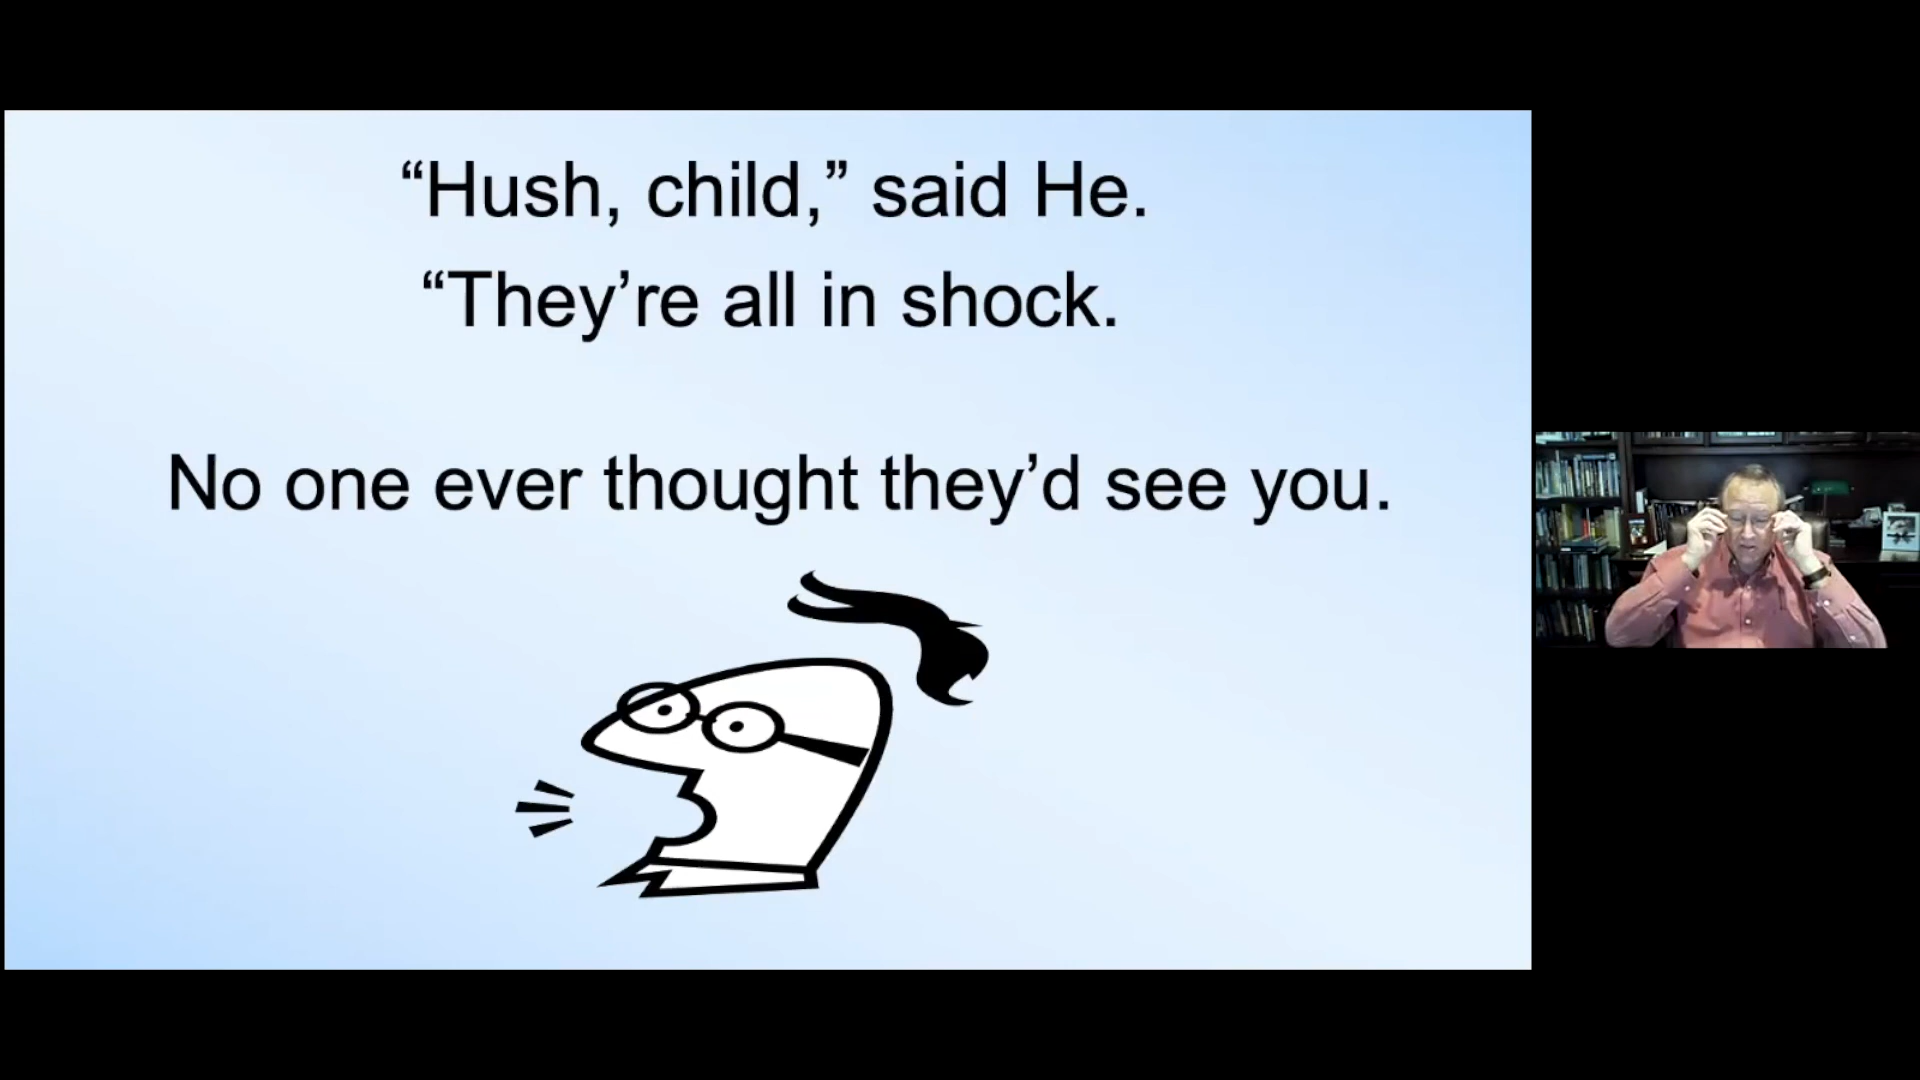 “Hush, child,” said He.
“They’re all in shock.
No one ever thought they’d see you.